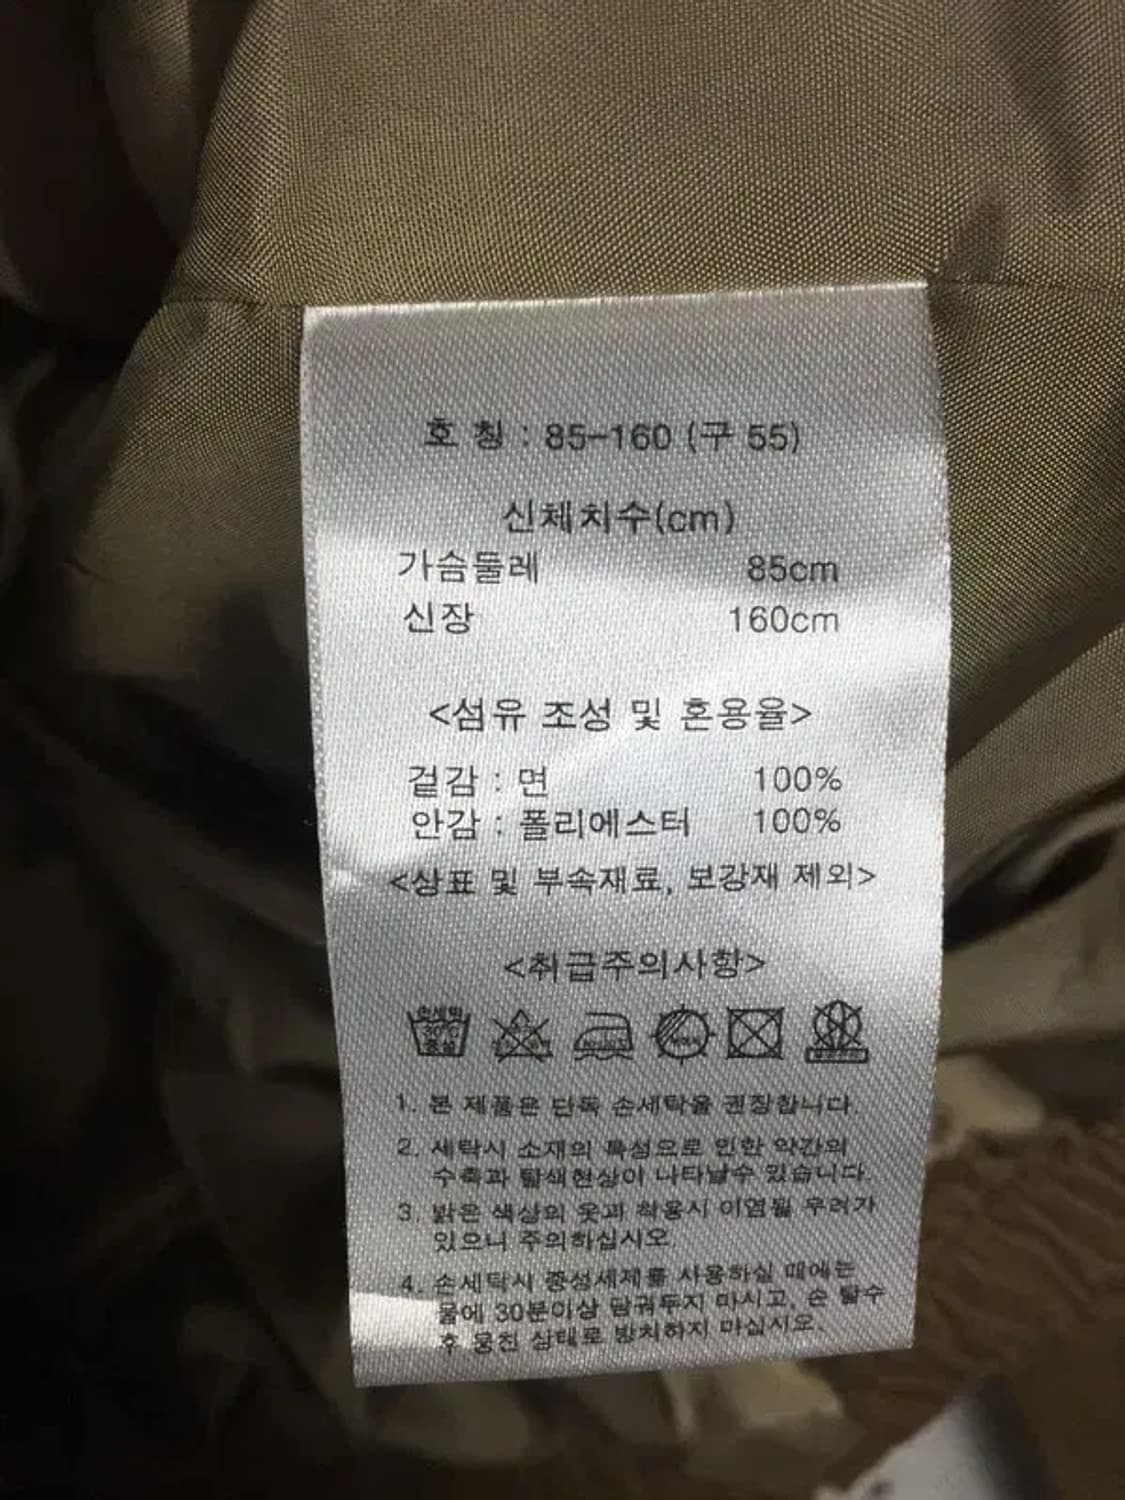 호 칭 : 85-160 (구 55)
신체치수(cm)
가슴둘레 85cm
신장 160cm
<섬유 조성 및 혼용율>
겉감 : 면 100%
안감 : 폴리에스터 100%
<상표 및 부속재료, 보강재 제외>
<취급주의사항>
손세탁
30℃
중성
1. 본 제품은 단독 손세탁을 권장합니다.
2. 세탁시 소재의 특성으로 인한 약간의
수축과 탈색현상이 나타날수 있습니다.
3. 밝은 색상의 옷과 착용시 이염될 우려가
있으니 주의하십시오.
4. 손세탁시 중성세제를 사용하실 때에는
물에 30분이상 담궈두지 마시고, 손 탈수
후 뭉친 상태로 방치하지 마십시오.